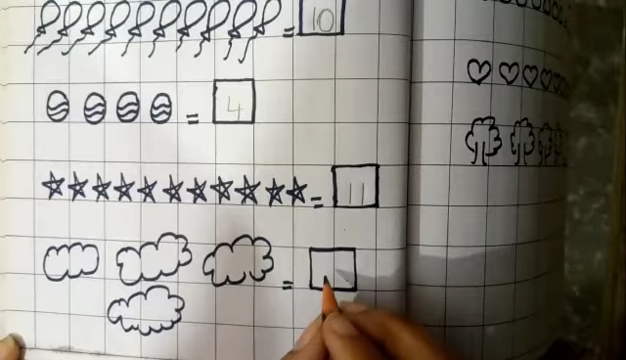 = 10
= 4
= 11
=